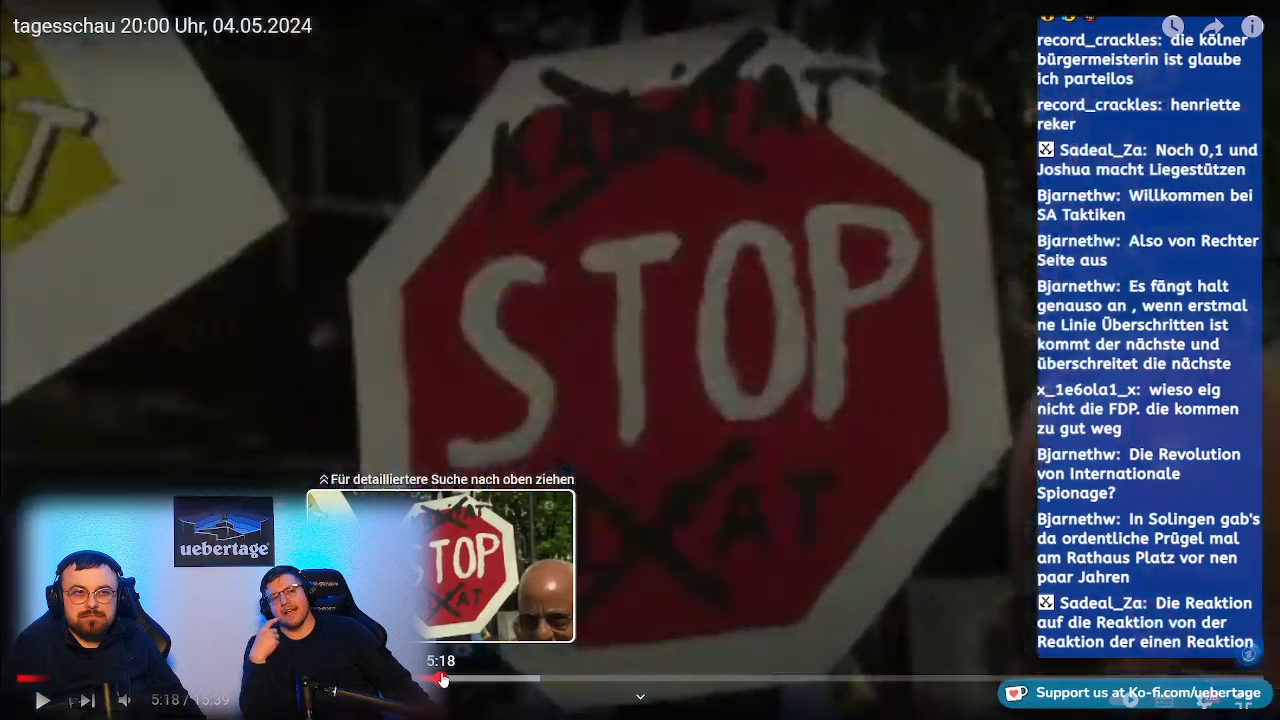 tagesschau 20:00 Uhr, 04.05.2024
record_crackles: die kölner
bürgermeisterin ist glaube
ich parteilos
record_crackles: henriette
reker
Sadeal_Za: Noch 0,1 und
Joshua macht Liegestützen
Bjarnethw: Willkommen bei
SA Taktiken
Bjarnethw: Also von Rechter
Seite aus
Bjarnethw: Es fängt halt
genauso an , wenn erstmal
ne Linie Überschritten ist
kommt der nächste und
überschreitet die nächste
x_1e6ola1_x: wieso eig
nicht die FDP. die kommen
zu gut weg
Bjarnethw: Die Revolution
von Internationale
Spionage?
Bjarnethw: In Solingen gab's
da ordentliche Prügel mal
am Rathaus Platz vor nen
paar Jahren
Sadeal_Za: Die Reaktion
auf die Reaktion von der
Reaktion der einen Reaktion
T
STOP
Für detailliertere Suche nach oben ziehen
STOP
uebertage
5:18
5:18 / 15:39
Support us at Ko-fi.com/uebertage